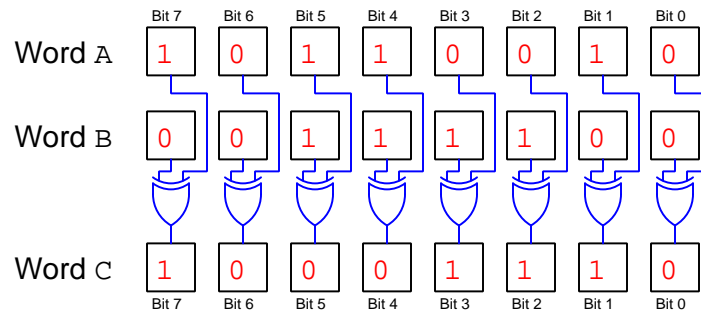 Bit 7 Bit 6 Bit 5 Bit 4 Bit 3 Bit 2 Bit 1 Bit 0
Word A 1 0 1 1 0 0 1 0
Word B 0 0 1 1 1 1 0 0
Word C 1 0 0 0 1 1 1 0
Bit 7 Bit 6 Bit 5 Bit 4 Bit 3 Bit 2 Bit 1 Bit 0